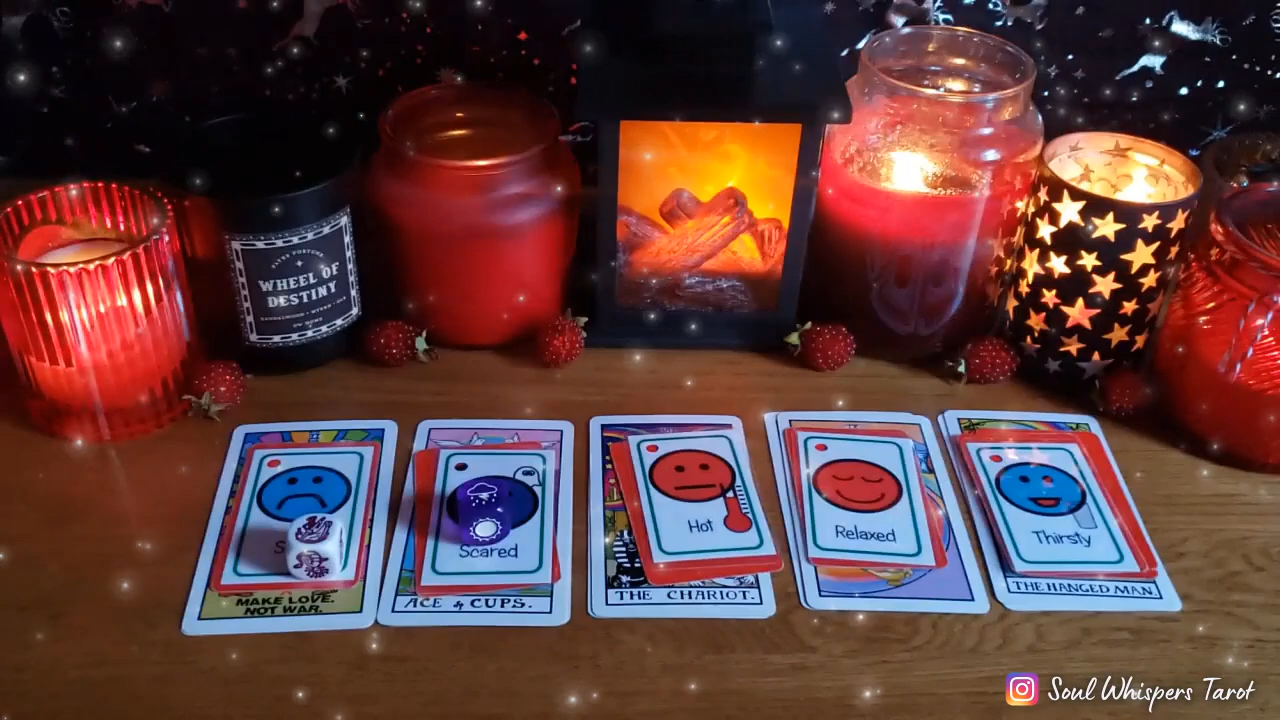 WHEEL OF
DESTINY
MAKE LOVE.
NOT WAR.
Scared
ACE of CUPS.
Hot
THE CHARIOT.
Relaxed
Thirsty
THE HANGED MAN.
Soul Whispers Tarot